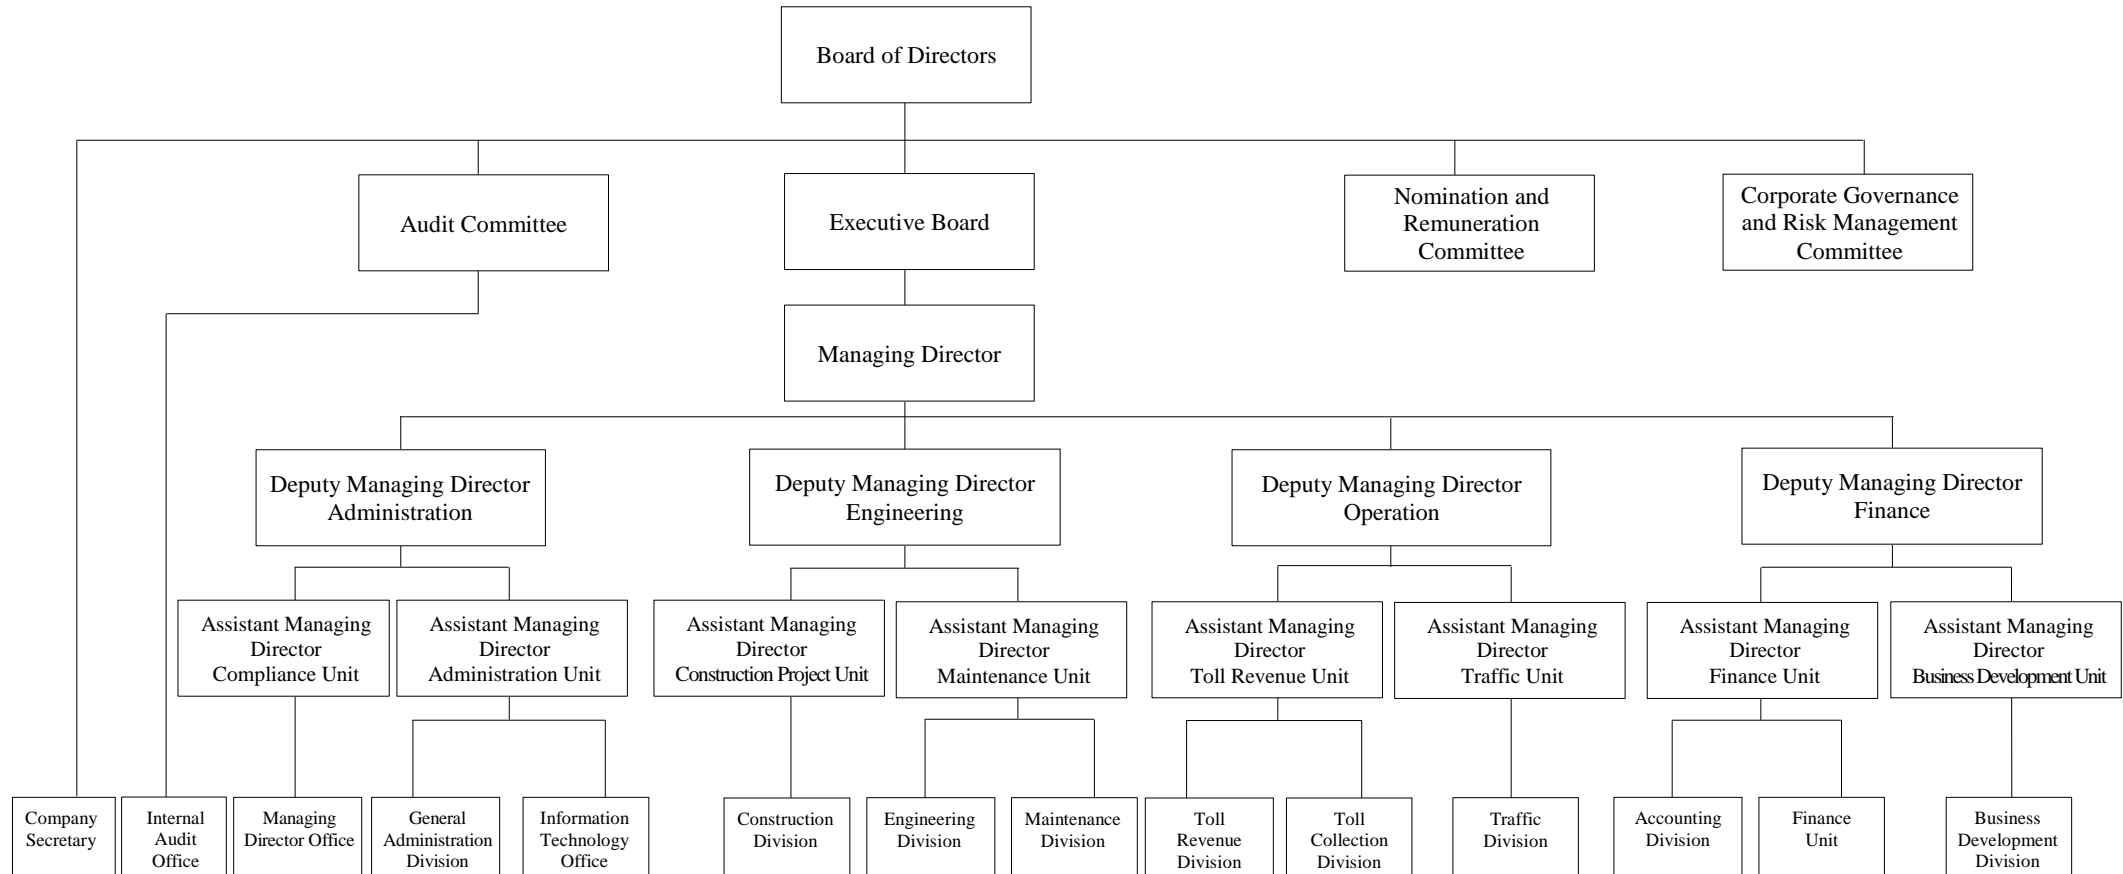 Board of Directors
Audit Committee
Executive Board
Nomination and
Remuneration
Committee
Corporate Governance
and Risk Management
Committee
Managing Director
Deputy Managing Director
Administration
Deputy Managing Director
Engineering
Deputy Managing Director
Operation
Deputy Managing Director
Finance
Assistant Managing
Director
Compliance Unit
Assistant Managing
Director
Administration Unit
Assistant Managing
Director
Construction Project Unit
Assistant Managing
Director
Maintenance Unit
Assistant Managing
Director
Toll Revenue Unit
Assistant Managing
Director
Traffic Unit
Assistant Managing
Director
Finance Unit
Assistant Managing
Director
Business Development Unit
Company
Secretary
Internal
Audit
Office
Managing
Director Office
General
Administration
Division
Information
Technology
Office
Construction
Division
Engineering
Division
Maintenance
Division
Toll
Revenue
Division
Toll
Collection
Division
Traffic
Division
Accounting
Division
Finance
Unit
Business
Development
Division